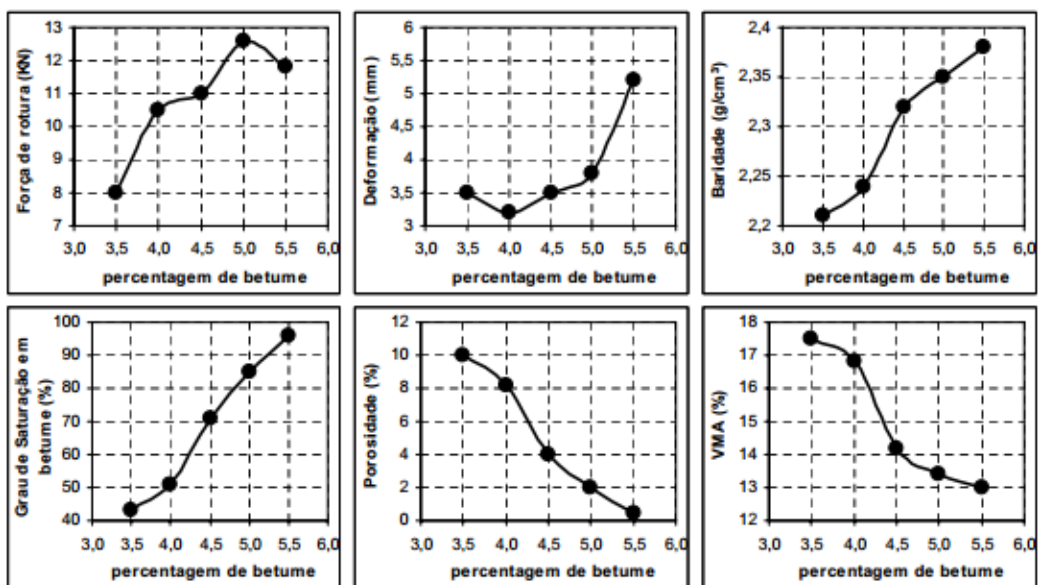 Força de rotura (KN)
13
12
11
10
9
8
7
3,0 3,5 4,0 4,5 5,0 5,5 6,0
percentagem de betume
Deformação (mm)
6
5,5
5
4,5
4
3,5
3
3,0 3,5 4,0 4,5 5,0 5,5 6,0
percentagem de betume
Baridade (g/cm³)
2,4
2,35
2,3
2,25
2,2
3,0 3,5 4,0 4,5 5,0 5,5 6,0
percentagem de betume
Grau de Saturação em
betume (%)
100
90
80
70
60
50
40
3,0 3,5 4,0 4,5 5,0 5,5 6,0
percentagem de betume
Porosidade (%)
12
10
8
6
4
2
0
3,0 3,5 4,0 4,5 5,0 5,5 6,0
percentagem de betume
VMA (%)
18
17
16
15
14
13
12
3,0 3,5 4,0 4,5 5,0 5,5 6,0
percentagem de betume